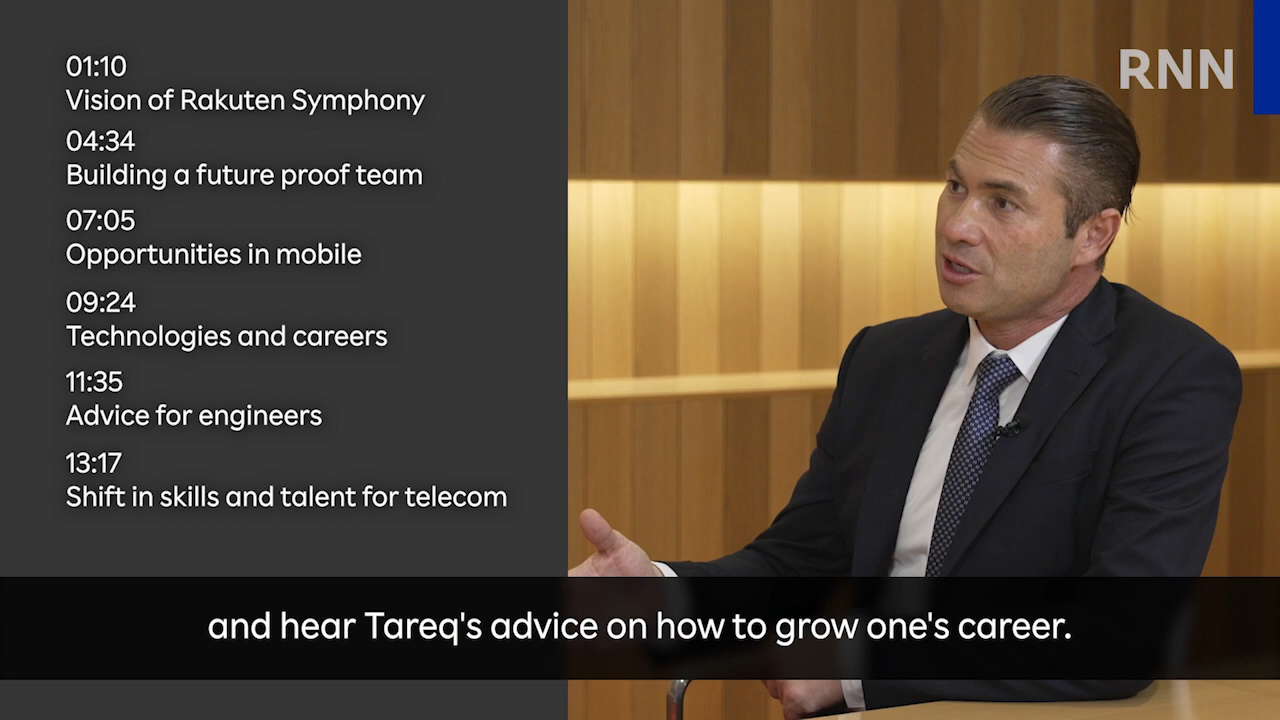 01:10
Vision of Rakuten Symphony
04:34
Building a future proof team
07:05
Opportunities in mobile
09:24
Technologies and careers
11:35
Advice for engineers
13:17
Shift in skills and talent for telecom
RNN
and hear Tareq's advice on how to grow one's career.